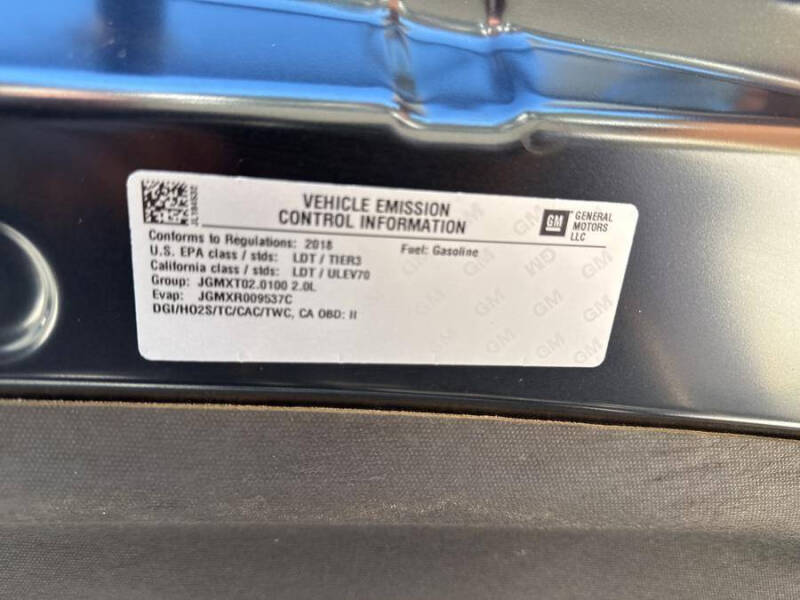 VEHICLE EMISSION
CONTROL INFORMATION
GM
GENERAL
MOTORS
LLC
Conforms to Regulations: 2018
Fuel: Gasoline
U.S. EPA class / stds: LDT / TIER3
California class / stds: LDT / ULEV70
Group: JGMXT02.0100 2.0L
Evap: JGMXR009537C
DGI/HO2S/TC/CAC/TWC, CA OBD: II